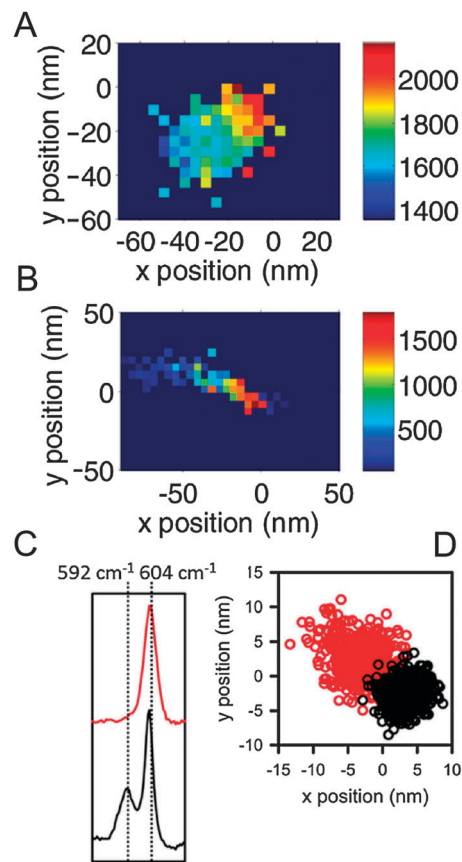 A
20
0
-20
-40
-60
y position (nm)
-60 -40 -20 0 20
x position (nm)
2000
1800
1600
1400
B
50
0
-50
y position (nm)
-50 0 50
x position (nm)
1500
1000
500
C
592 cm⁻¹ 604 cm⁻¹
D
15
10
5
0
-5
-10
y position (nm)
-15 -10 -5 0 5 10
x position (nm)